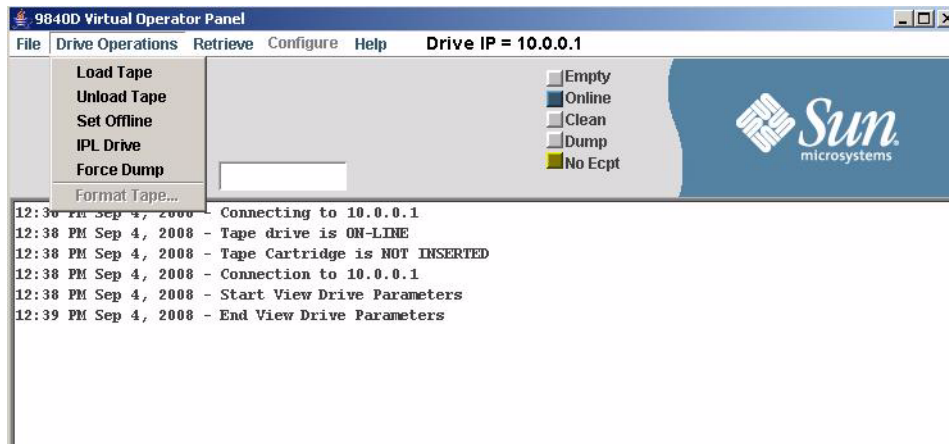 9840D Virtual Operator Panel
File Drive Operations Retrieve Configure Help Drive IP = 10.0.0.1
Load Tape
Unload Tape
Set Offline
IPL Drive
Force Dump
Format Tape...
Empty
Online
Clean
Dump
No Ecpt
Sun
microsystems
Sep 4, 2008 - Connecting to 10.0.0.1
12:38 PM Sep 4, 2008 - Tape drive is ON-LINE
12:38 PM Sep 4, 2008 - Tape Cartridge is NOT INSERTED
12:38 PM Sep 4, 2008 - Connection to 10.0.0.1
12:38 PM Sep 4, 2008 - Start View Drive Parameters
12:39 PM Sep 4, 2008 - End View Drive Parameters